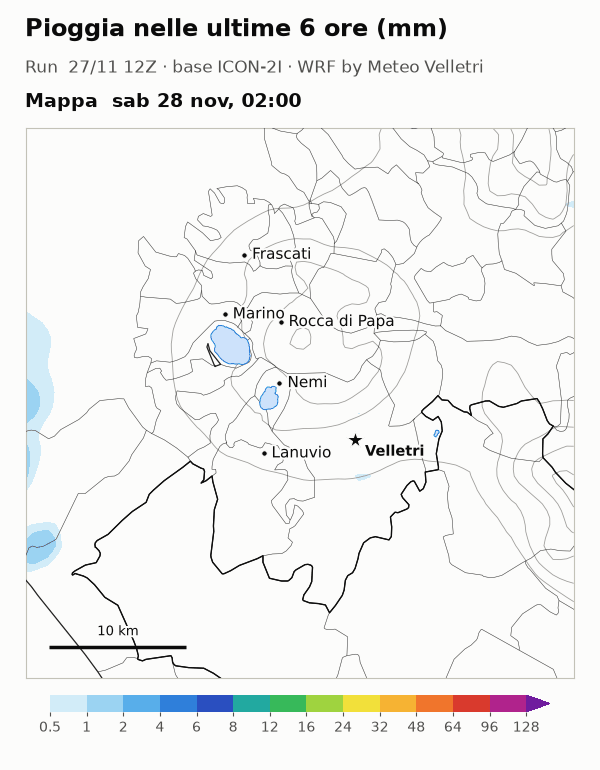 Pioggia nelle ultime 6 ore (mm)
Run  27/11 12Z · base ICON-2I · WRF by Meteo Velletri
Mappa  sab 28 nov, 02:00
Frascati
Marino
Rocca di Papa
Nemi
Velletri
Lanuvio
10 km
0.5 1 2 4 6 8 12 16 24 32 48 64 96 128